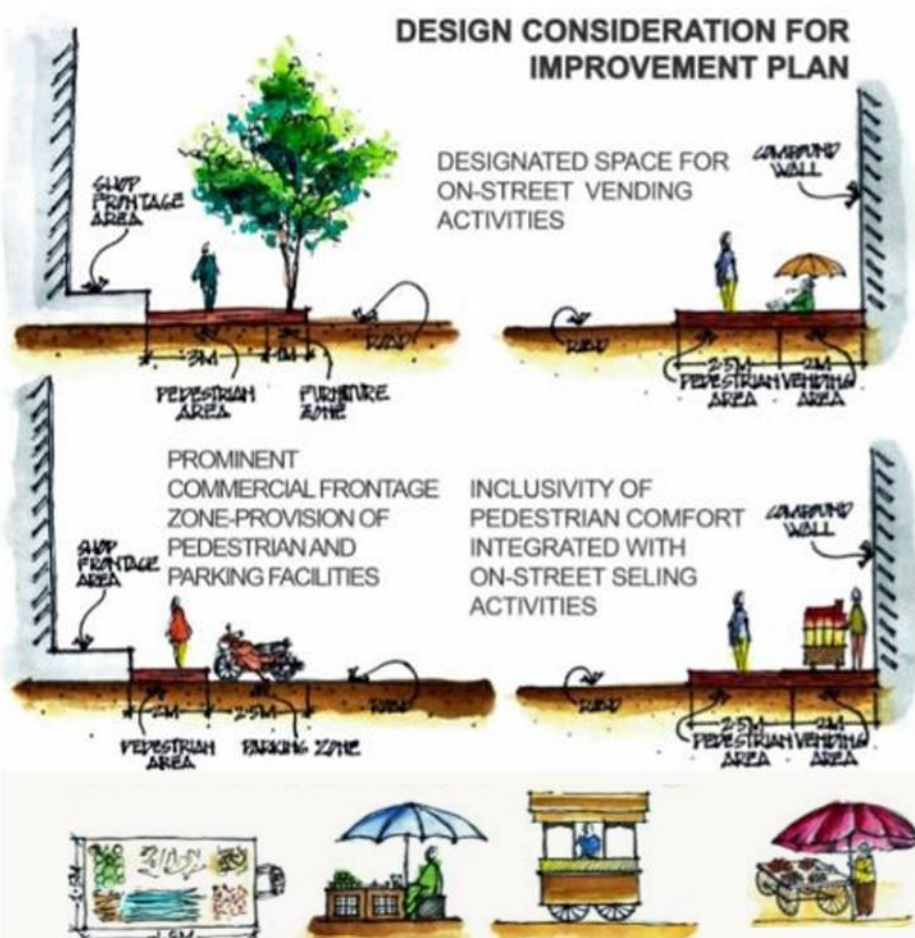 DESIGN CONSIDERATION FOR
IMPROVEMENT PLAN
SHOP
FRONTAGE
AREA
DESIGNATED SPACE FOR
ON-STREET VENDING
ACTIVITIES
COMPOUND
WALL
ROAD
3M
1M
PEDESTRIAN
AREA
FURNITURE
ZONE
ROAD
2.5M
2M
PEDESTRIAN
AREA
VENDING
AREA
PROMINENT
COMMERCIAL FRONTAGE
ZONE-PROVISION OF
PEDESTRIAN AND
PARKING FACILITIES
INCLUSIVITY OF
PEDESTRIAN COMFORT
INTEGRATED WITH
ON-STREET SELING
ACTIVITIES
SHOP
FRONTAGE
AREA
COMPOUND
WALL
ROAD
2M
2.5M
PEDESTRIAN
AREA
PARKING ZONE
ROAD
2.5M
2M
PEDESTRIAN
AREA
VENDING
AREA